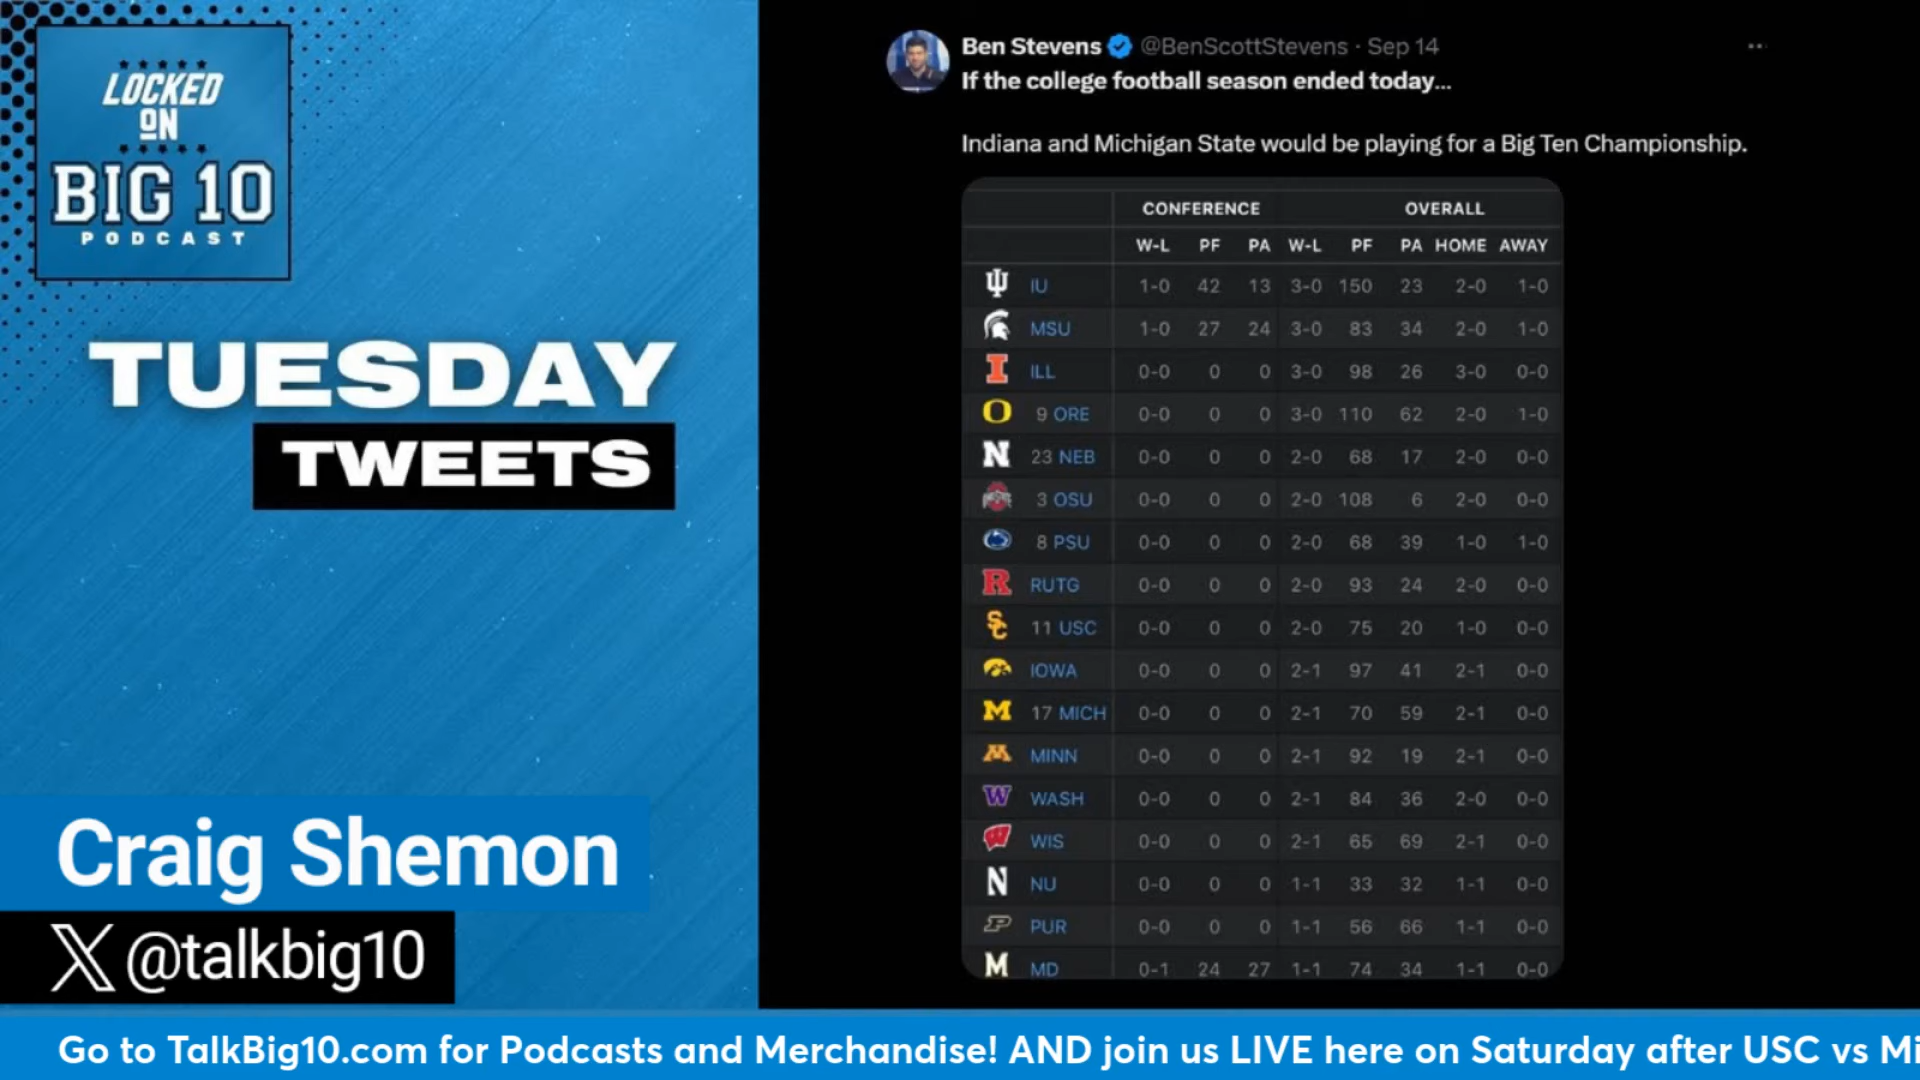 LOCKED
ON
BIG 10
PODCAST
TUESDAY
TWEETS
Craig Shemon
X @talkbig10
Ben Stevens @BenScottStevens · Sep 14
If the college football season ended today...
Indiana and Michigan State would be playing for a Big Ten Championship.
CONFERENCE OVERALL
W-L PF PA W-L PF PA HOME AWAY
IU 1-0 42 13 3-0 150 23 2-0 1-0
MSU 1-0 27 24 3-0 83 34 2-0 1-0
I ILL 0-0 0 0 3-0 98 26 3-0 0-0
O 9 ORE 0-0 0 0 3-0 110 62 2-0 1-0
N 23 NEB 0-0 0 0 2-0 68 17 2-0 0-0
3 OSU 0-0 0 0 2-0 108 6 2-0 0-0
8 PSU 0-0 0 0 2-0 68 39 1-0 1-0
R RUTG 0-0 0 0 2-0 93 24 2-0 0-0
SC 11 USC 0-0 0 0 2-0 75 20 1-0 0-0
IOWA 0-0 0 0 2-1 97 41 2-1 0-0
M 17 MICH 0-0 0 0 2-1 70 59 2-1 0-0
M MINN 0-0 0 0 2-1 92 19 2-1 0-0
W WASH 0-0 0 0 2-1 84 36 2-0 0-0
W WIS 0-0 0 0 2-1 65 69 2-1 0-0
N NU 0-0 0 0 1-1 33 32 1-1 0-0
P PUR 0-0 0 0 1-1 56 66 1-1 0-0
M MD 0-1 24 27 1-1 74 34 1-1 0-0
Go to TalkBig10.com for Podcasts and Merchandise! AND join us LIVE here on Saturday after USC vs Mi